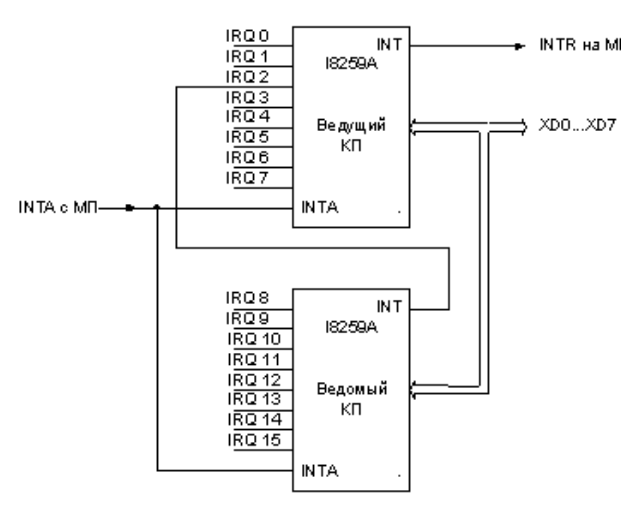 IRQ 0
IRQ 1
IRQ 2
IRQ 3
IRQ 4
IRQ 5
IRQ 6
IRQ 7
INT
I8259A
Ведущий
КП
INTA
INTR на МП
XD0...XD7
INTA с МП
IRQ 8
IRQ 9
IRQ 10
IRQ 11
IRQ 12
IRQ 13
IRQ 14
IRQ 15
INT
I8259A
Ведомый
КП
INTA